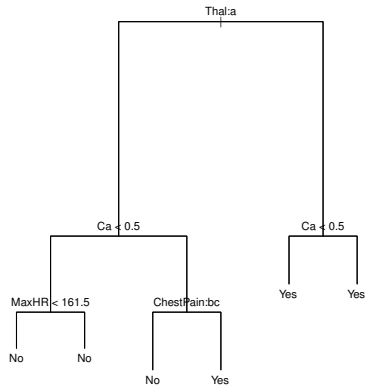 Thal:a
Ca < 0.5
Ca < 0.5
MaxHR < 161.5
ChestPain:bc
Yes
Yes
No
No
No
Yes